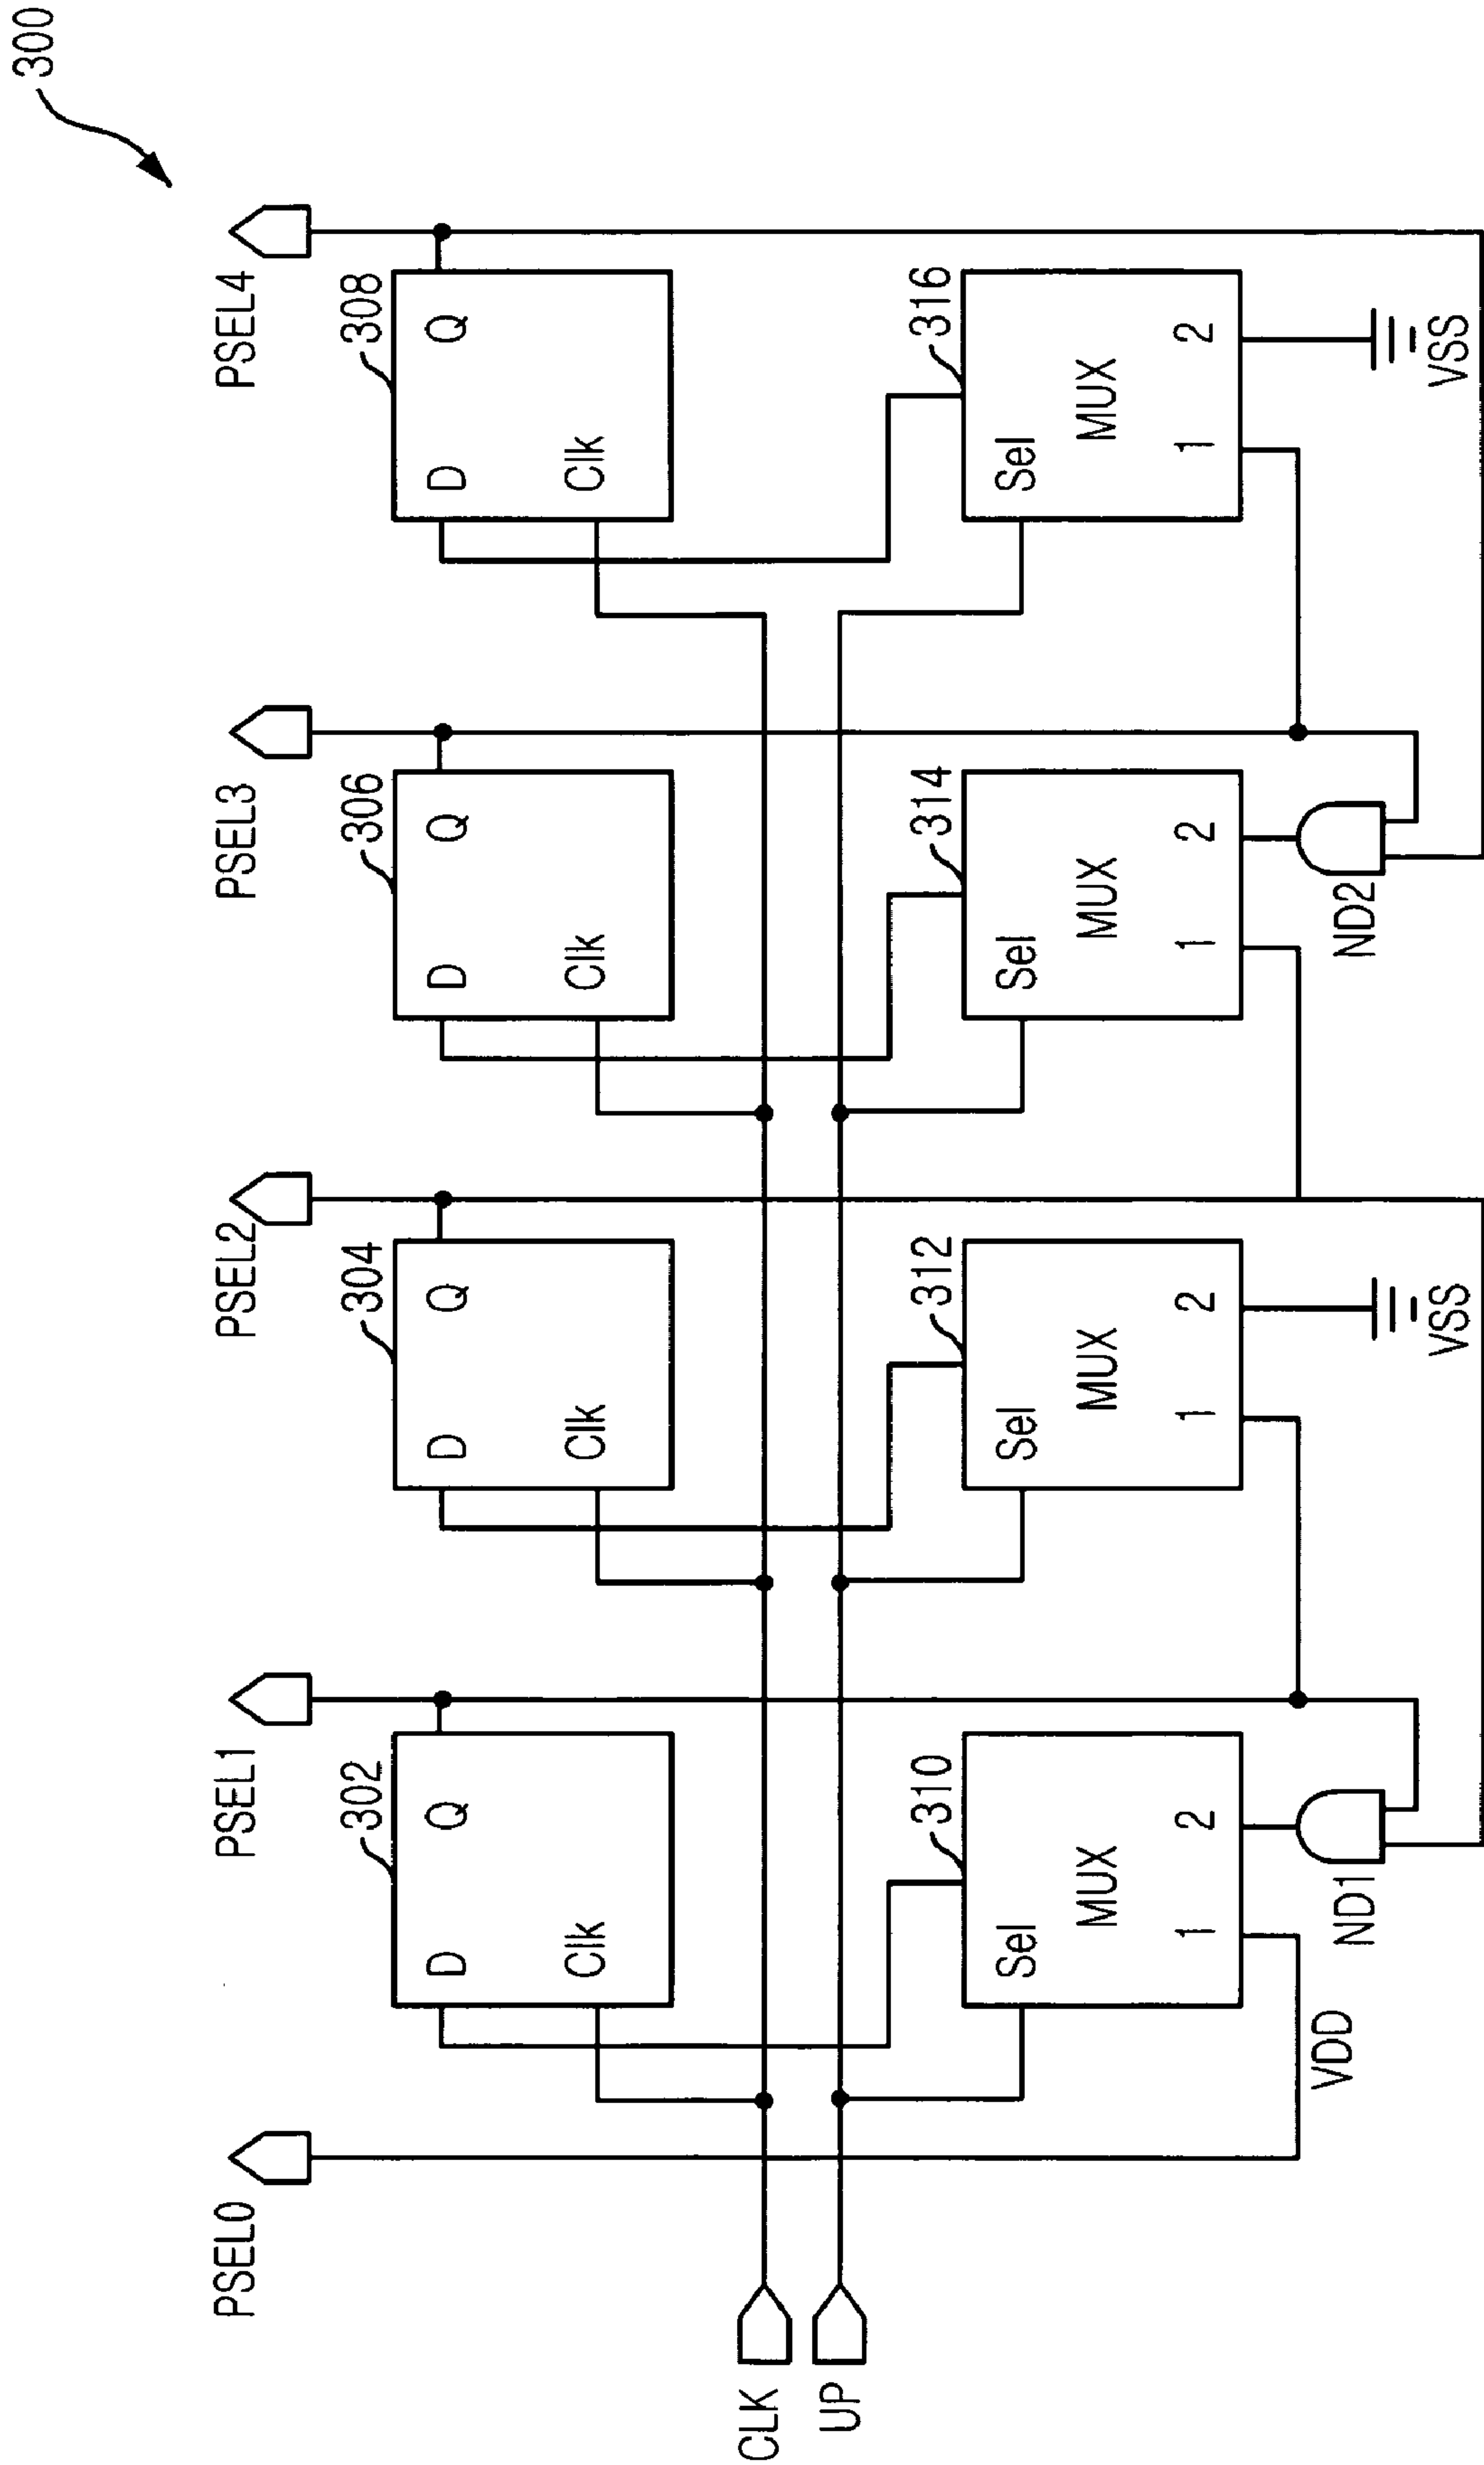 300
PSEL0
PSEL1
PSEL2
PSEL3
PSEL4
302
304
306
308
D Q
Clk
D Q
Clk
D Q
Clk
D Q
Clk
CLK
UP
310
312
314
316
Sel
MUX
1 2
Sel
MUX
1 2
Sel
MUX
1 2
Sel
MUX
1 2
VDD
ND1
VSS
ND2
VSS